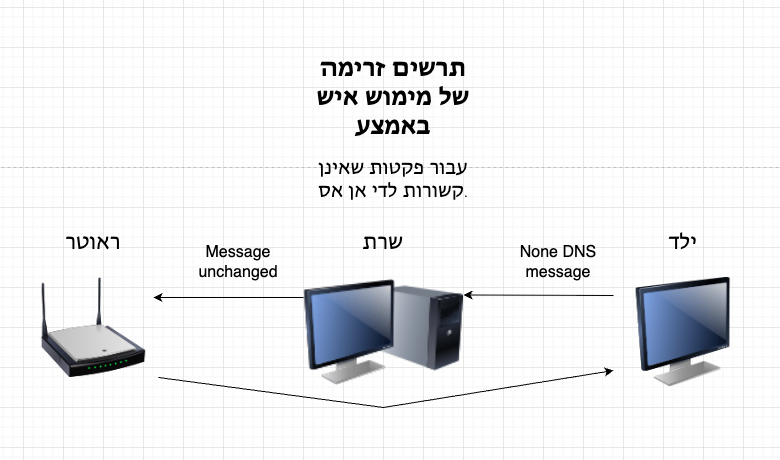 תרשים זרימה
של מימוש איש
באמצע
עבור פקטות שאינן
קשורות לדי אן אס.
ראוטר
שרת
ילד
Message
unchanged
None DNS
message